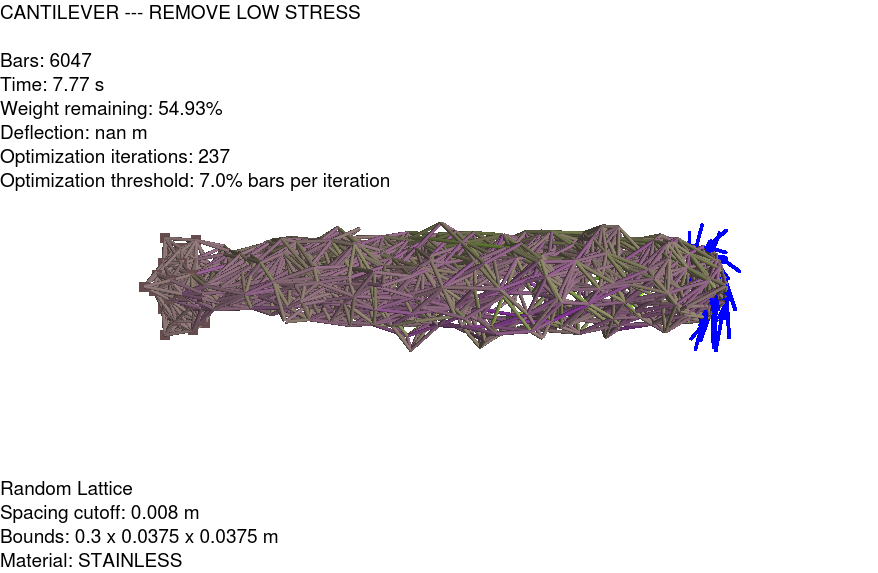 CANTILEVER --- REMOVE LOW STRESS
Bars: 6047
Time: 7.77 s
Weight remaining: 54.93%
Deflection: nan m
Optimization iterations: 237
Optimization threshold: 7.0% bars per iteration
Random Lattice
Spacing cutoff: 0.008 m
Bounds: 0.3 x 0.0375 x 0.0375 m
Material: STAINLESS